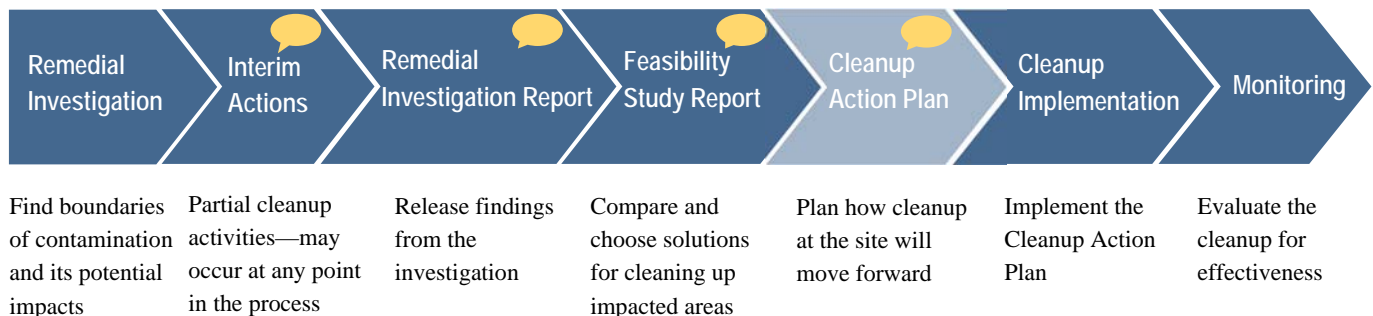 Remedial
Investigation
Interim
Actions
Remedial
Investigation Report
Feasibility
Study Report
Cleanup
Action Plan
Cleanup
Implementation
Monitoring
Find boundaries
of contamination
and its potential
impacts
Partial cleanup
activities—may
occur at any point
in the process
Release findings
from the
investigation
Compare and
choose solutions
for cleaning up
impacted areas
Plan how cleanup
at the site will
move forward
Implement the
Cleanup Action
Plan
Evaluate the
cleanup for
effectiveness